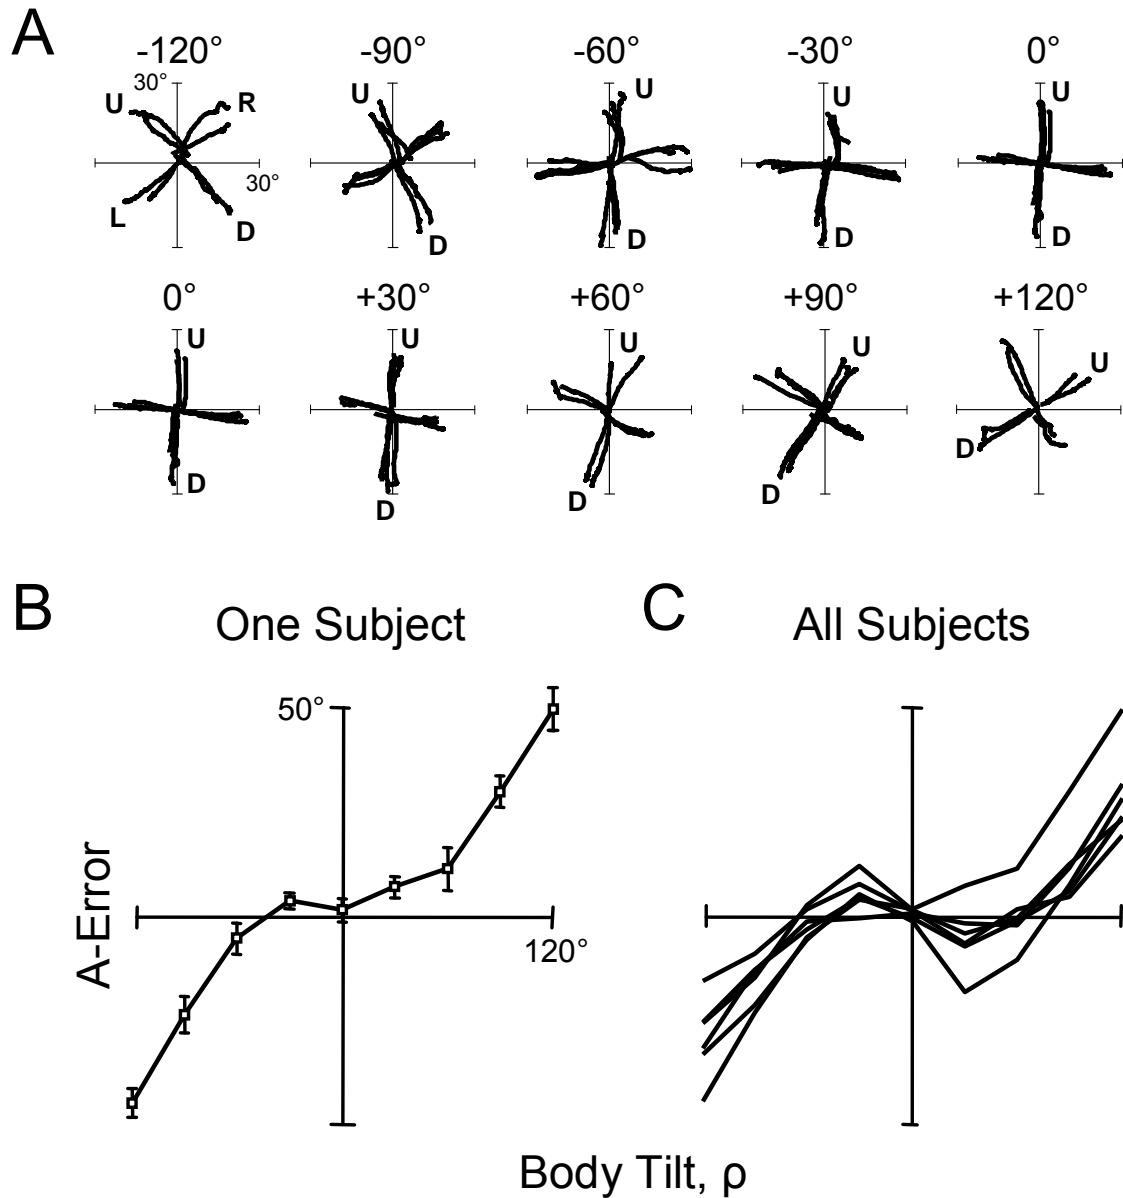 A
-120° -90° -60° -30° 0°
30°
U R U U U U
30°
L D D D D D
0° +30° +60° +90° +120°
U U U U U
D D D D D
B One Subject C All Subjects
50°
A-Error
120°
Body Tilt, ρ